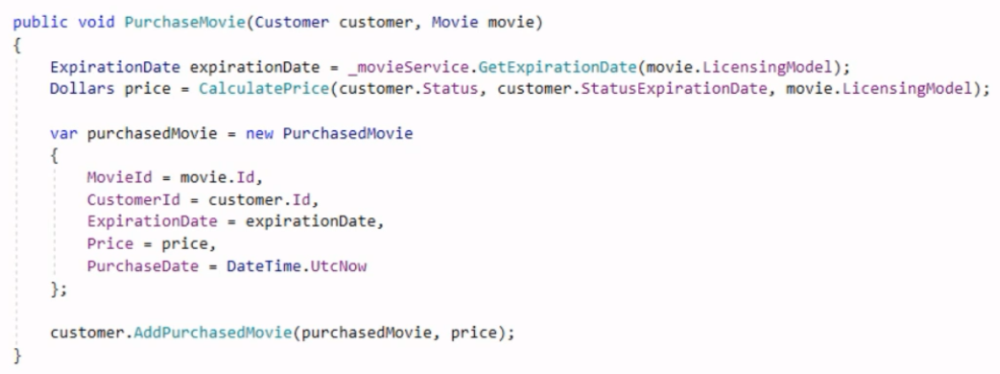 public void PurchaseMovie(Customer customer, Movie movie)
{
    ExpirationDate expirationDate = _movieService.GetExpirationDate(movie.LicensingModel);
    Dollars price = CalculatePrice(customer.Status, customer.StatusExpirationDate, movie.LicensingModel);

    var purchasedMovie = new PurchasedMovie
    {
        MovieId = movie.Id,
        CustomerId = customer.Id,
        ExpirationDate = expirationDate,
        Price = price,
        PurchaseDate = DateTime.UtcNow
    };

    customer.AddPurchasedMovie(purchasedMovie, price);
}